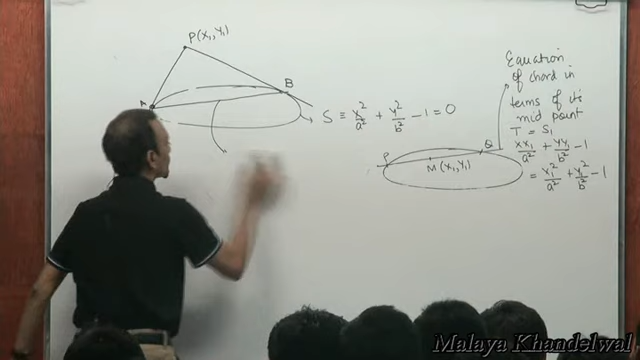 P(x₁, y₁)
A
B
S ≡ x²/a² + y²/b² - 1 = 0
P
Q
M(x₁, y₁)
Equation
of chord in
terms of its
mid point
T = S₁
xx₁/a² + yy₁/b² - 1
= x₁²/a² + y₁²/b² - 1
Malaya Khandelwal